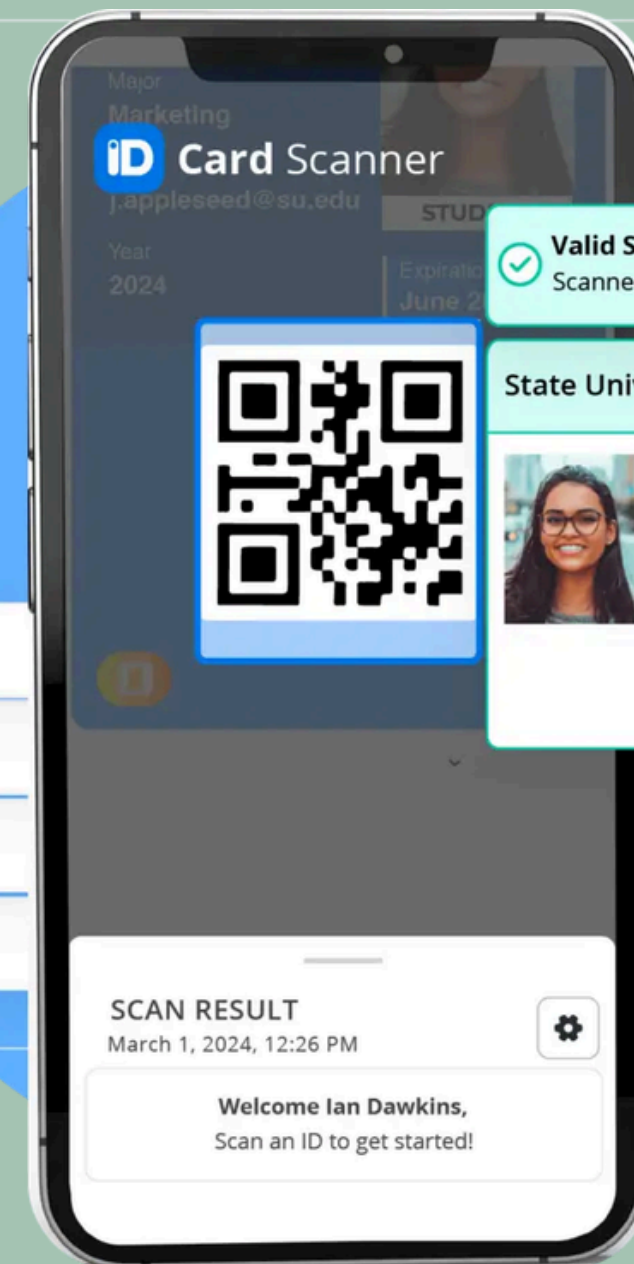 Major
Marketing
iD Card Scanner
j.appleseed@su.edu
STUD
Year
2024
Expiratio
June 2
Valid S
Scanne
State Uni
SCAN RESULT
March 1, 2024, 12:26 PM
Welcome Ian Dawkins,
Scan an ID to get started!